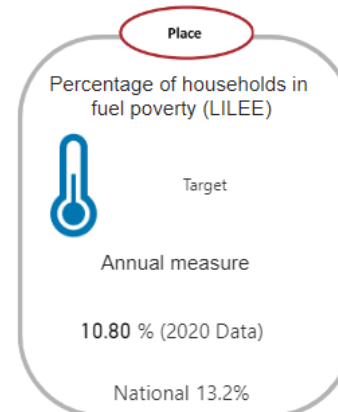 Place
Percentage of households in
fuel poverty (LILEE)
Target
Annual measure
10.80 % (2020 Data)
National 13.2%